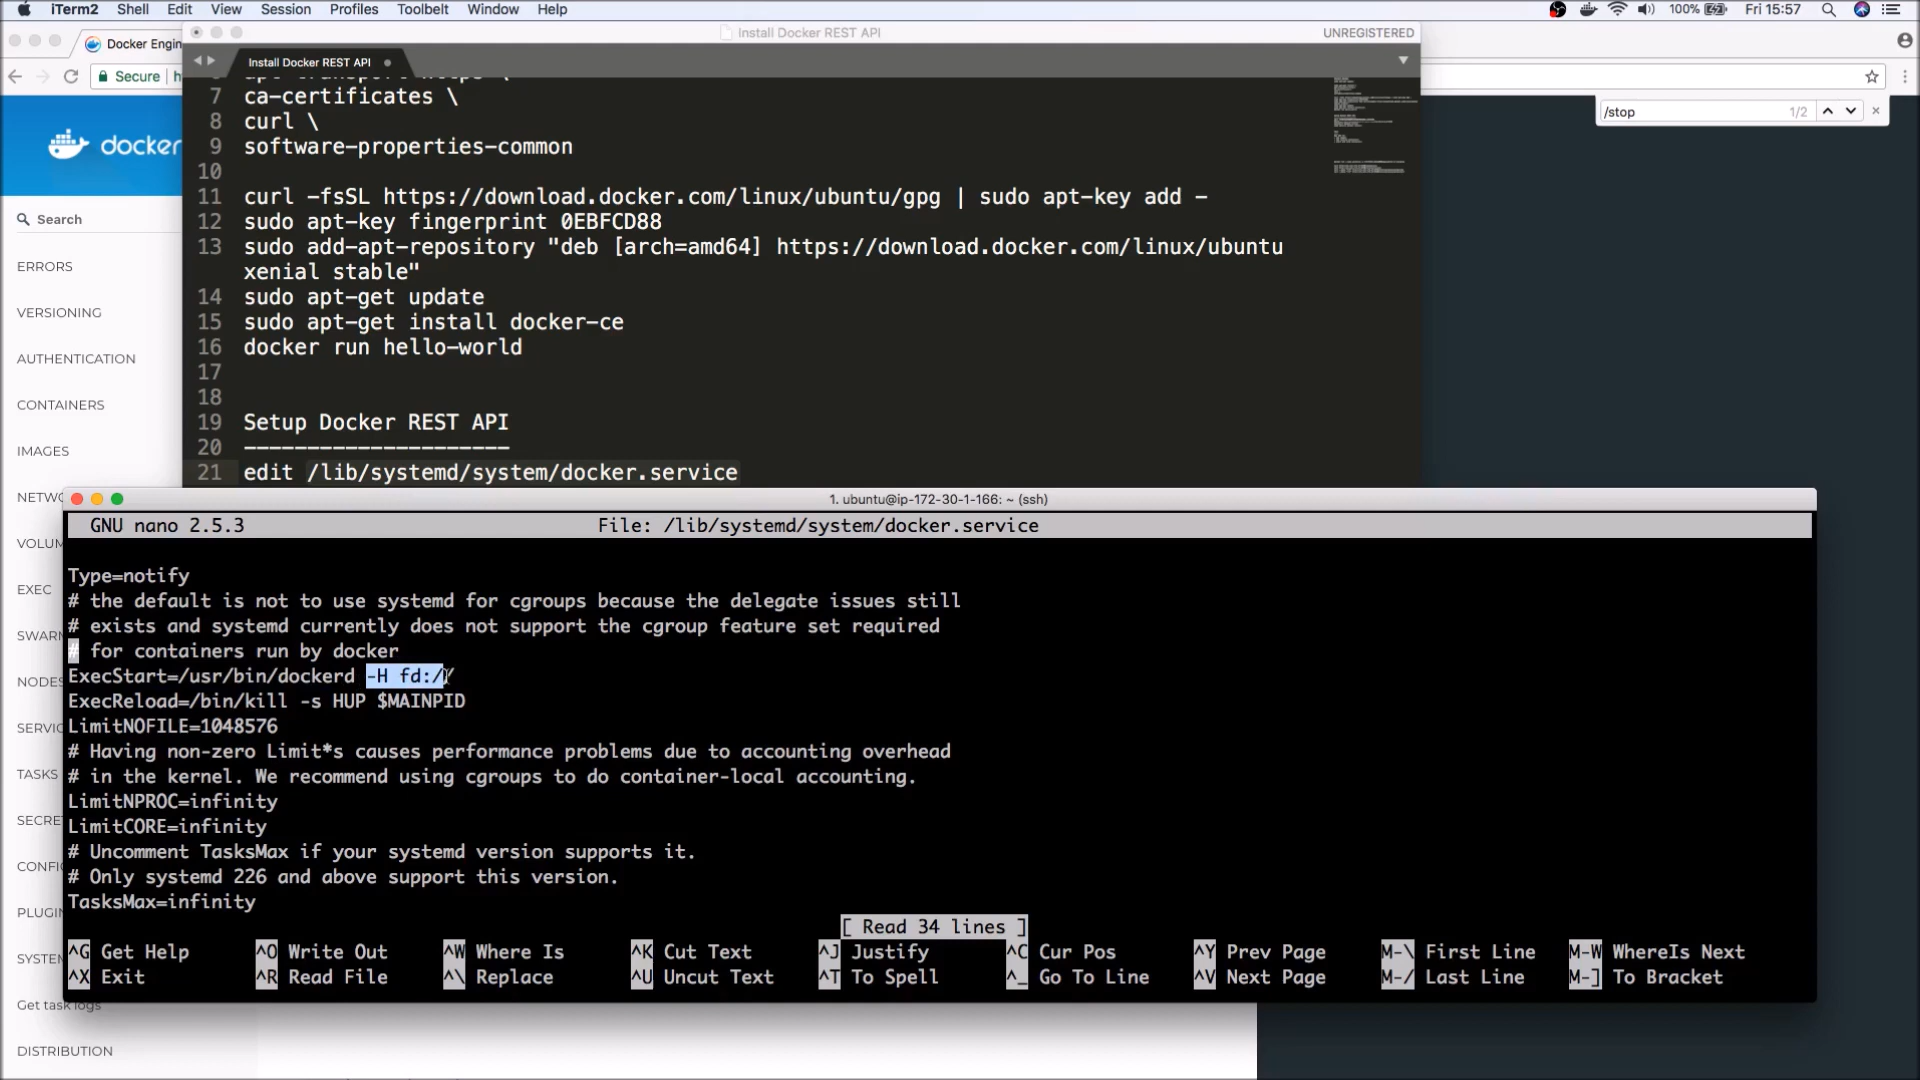 iTerm2 Shell Edit View Session Profiles Toolbelt Window Help
100% Fri 15:57
Install Docker REST API
UNREGISTERED
Docker Engin
Install Docker REST API
Secure
/stop 1/2
docker
Search
ERRORS
VERSIONING
AUTHENTICATION
CONTAINERS
IMAGES
EXEC
Get task logs
DISTRIBUTION
7 ca-certificates \
8 curl \
9 software-properties-common
10
11 curl -fsSL https://download.docker.com/linux/ubuntu/gpg | sudo apt-key add -
12 sudo apt-key fingerprint 0EBFCD88
13 sudo add-apt-repository "deb [arch=amd64] https://download.docker.com/linux/ubuntu
xenial stable"
14 sudo apt-get update
15 sudo apt-get install docker-ce
16 docker run hello-world
17
18
19 Setup Docker REST API
20 ---------------------
21 edit /lib/systemd/system/docker.service
1. ubuntu@ip-172-30-1-166: ~ (ssh)
GNU nano 2.5.3 File: /lib/systemd/system/docker.service
Type=notify
# the default is not to use systemd for cgroups because the delegate issues still
# exists and systemd currently does not support the cgroup feature set required
# for containers run by docker
ExecStart=/usr/bin/dockerd -H fd://
ExecReload=/bin/kill -s HUP $MAINPID
LimitNOFILE=1048576
# Having non-zero Limit*s causes performance problems due to accounting overhead
# in the kernel. We recommend using cgroups to do container-local accounting.
LimitNPROC=infinity
LimitCORE=infinity
# Uncomment TasksMax if your systemd version supports it.
# Only systemd 226 and above support this version.
TasksMax=infinity
[ Read 34 lines ]
^G Get Help ^O Write Out ^W Where Is ^K Cut Text ^J Justify ^C Cur Pos ^Y Prev Page M-\ First Line M-W WhereIs Next
^X Exit ^R Read File ^\ Replace ^U Uncut Text ^T To Spell ^_ Go To Line ^V Next Page M-/ Last Line M-] To Bracket